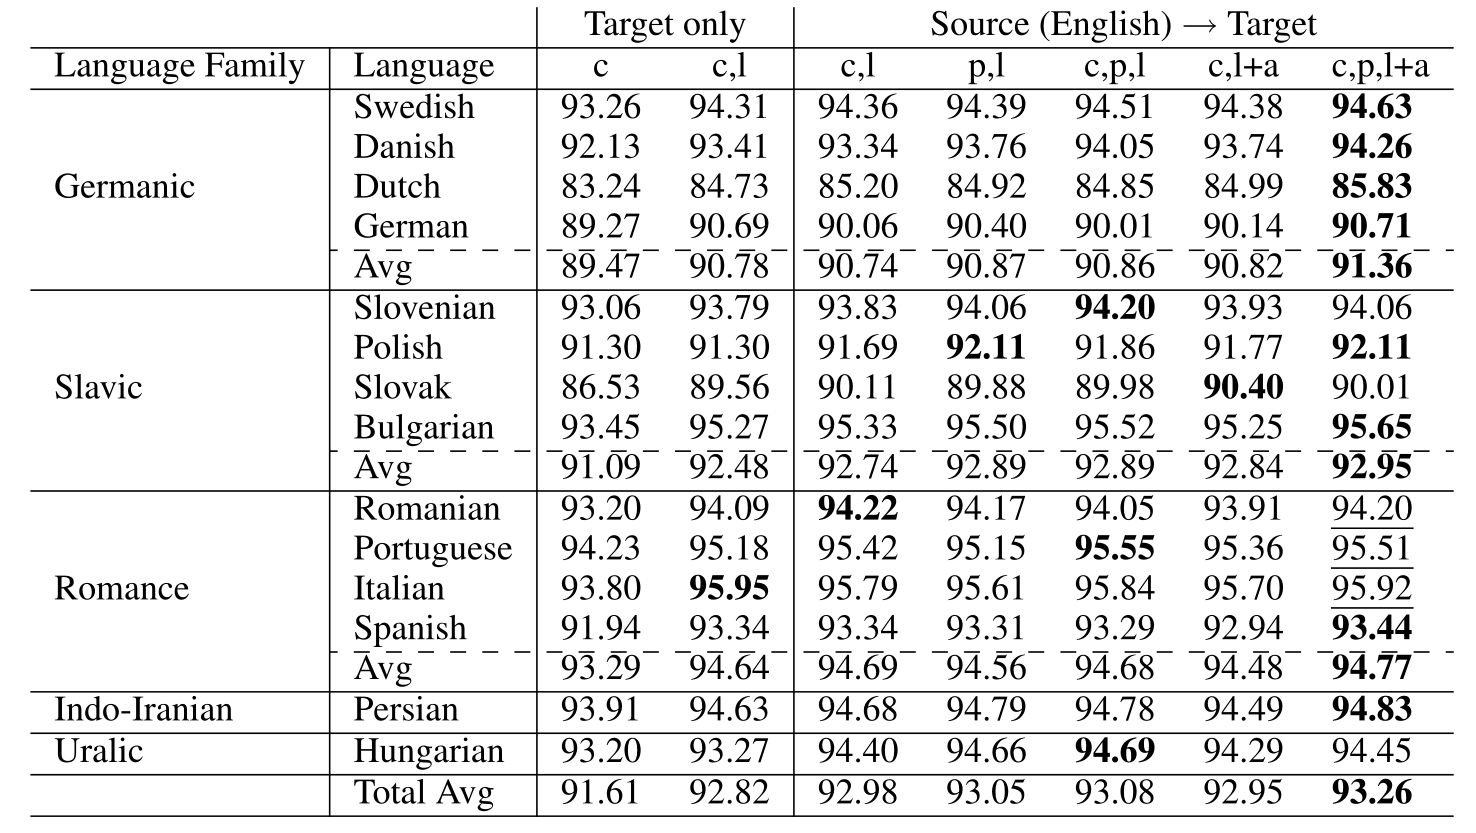 Target only Source (English) → Target
Language Family Language c c,l c,l p,l c,p,l c,l+a c,p,l+a
Swedish 93.26 94.31 94.36 94.39 94.51 94.38 94.63
Danish 92.13 93.41 93.34 93.76 94.05 93.74 94.26
Germanic Dutch 83.24 84.73 85.20 84.92 84.85 84.99 85.83
German 89.27 90.69 90.06 90.40 90.01 90.14 90.71
Avg 89.47 90.78 90.74 90.87 90.86 90.82 91.36
Slovenian 93.06 93.79 93.83 94.06 94.20 93.93 94.06
Polish 91.30 91.30 91.69 92.11 91.86 91.77 92.11
Slavic Slovak 86.53 89.56 90.11 89.88 89.98 90.40 90.01
Bulgarian 93.45 95.27 95.33 95.50 95.52 95.25 95.65
Avg 91.09 92.48 92.74 92.89 92.89 92.84 92.95
Romanian 93.20 94.09 94.22 94.17 94.05 93.91 94.20
Portuguese 94.23 95.18 95.42 95.15 95.55 95.36 95.51
Romance Italian 93.80 95.95 95.79 95.61 95.84 95.70 95.92
Spanish 91.94 93.34 93.34 93.31 93.29 92.94 93.44
Avg 93.29 94.64 94.69 94.56 94.68 94.48 94.77
Indo-Iranian Persian 93.91 94.63 94.68 94.79 94.78 94.49 94.83
Uralic Hungarian 93.20 93.27 94.40 94.66 94.69 94.29 94.45
Total Avg 91.61 92.82 92.98 93.05 93.08 92.95 93.26